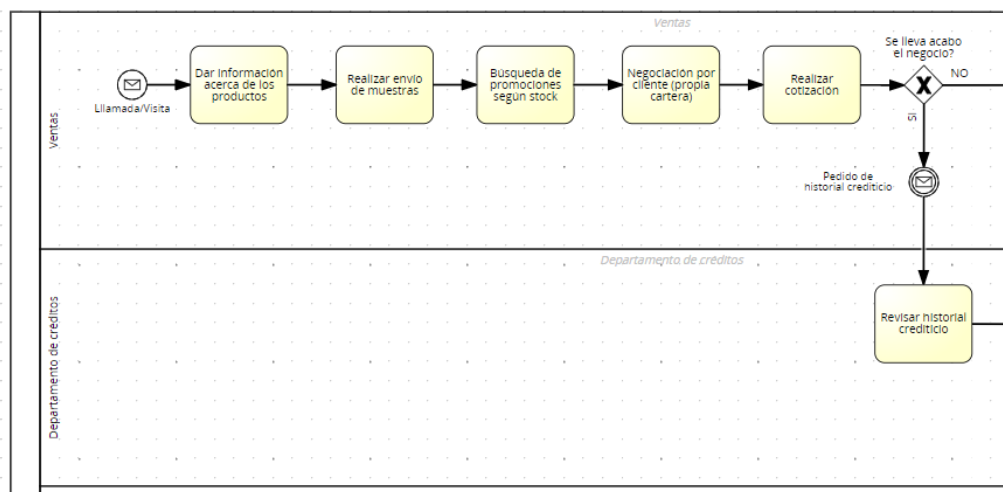 Ventas
Se lleva acabo
el negocio?
NO
Dar Información
acerca de los
productos
Realizar envío
de muestras
Búsqueda de
promociones
según stock
Negociación por
cliente (propia
cartera)
Realizar
cotización
Lllamada/Visita
Si
Ventas
Pedido de
historial crediticio
Departamento de créditos
Revisar historial
crediticio
Departamento de créditos